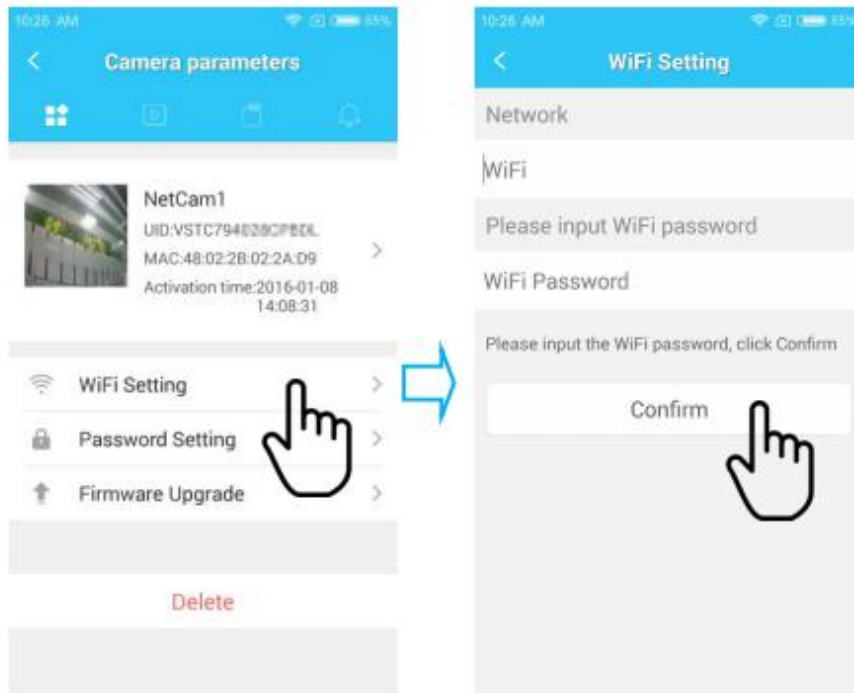 10:26 AM
85%
Camera parameters
NetCam1
MAC:48:02:2B:02:2A:D9
Activation time:2016-01-08
14:08:31
WiFi Setting
Password Setting
Firmware Upgrade
Delete
10:26 AM
85%
WiFi Setting
Network
WiFi
Please input WiFi password
WiFi Password
Please input the WiFi password, click Confirm
Confirm